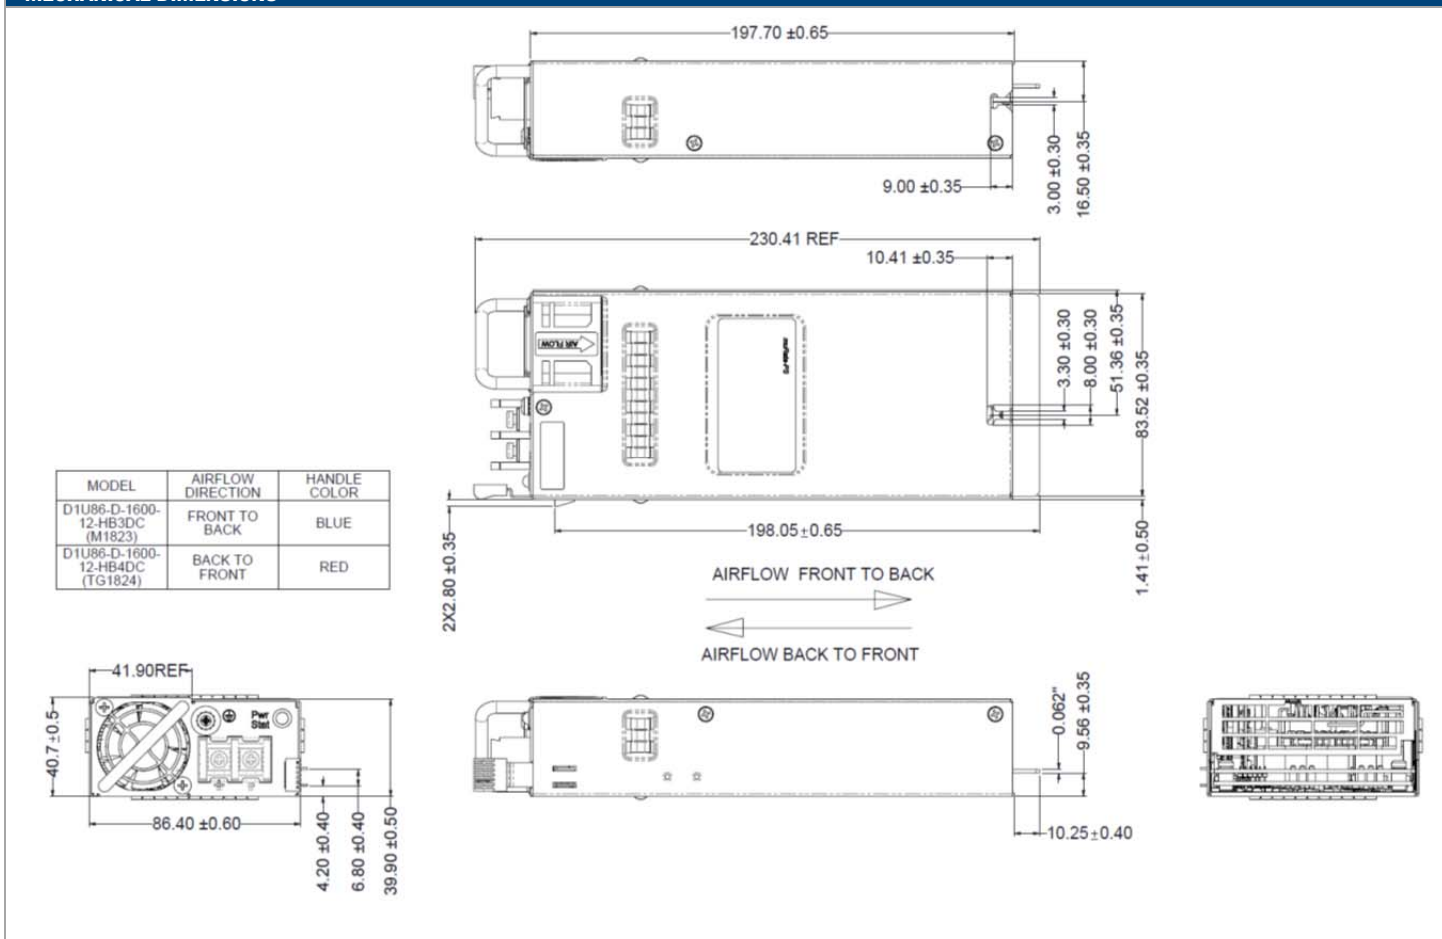 MECHANICAL DIMENSIONS
197.70 ±0.65
9.00 ±0.35
3.00 ±0.30
16.50 ±0.35
230.41 REF
10.41 ±0.35
AIR FLOW
3.30 ±0.30
8.00 ±0.30
51.36 ±0.35
83.52 ±0.35
198.05±0.65
2X2.80 ±0.35
1.41±0.50
MODEL
AIRFLOW
DIRECTION
HANDLE
COLOR
D1U86-D-1600-
12-HB3DC
(M1823)
FRONT TO
BACK
BLUE
D1U86-D-1600-
12-HB4DC
(TG1824)
BACK TO
FRONT
RED
AIRFLOW FRONT TO BACK
AIRFLOW BACK TO FRONT
41.90REF
40.7±0.5
Pwr
Stat
86.40 ±0.60
4.20 ±0.40
6.80 ±0.40
39.90 ±0.50
0.062"
9.56 ±0.35
10.25±0.40